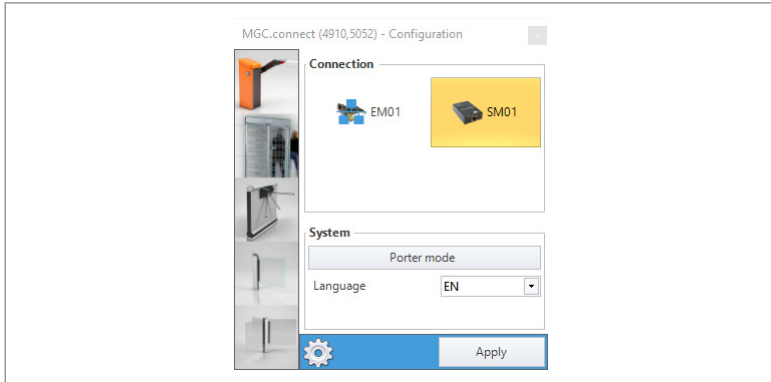 MGC.connect (4910,5052) - Configuration
Connection
EM01
SM01
System
Porter mode
Language
EN
Apply